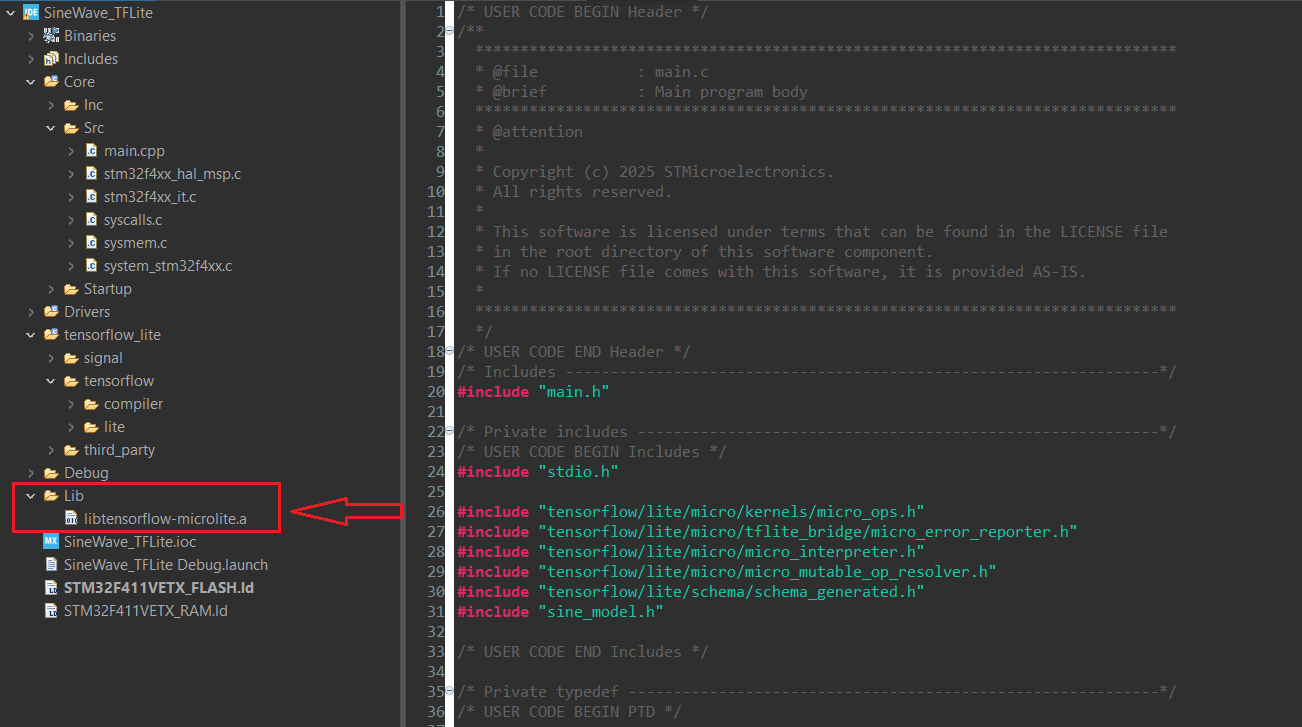 SineWave_TFLite
Binaries
Includes
Core
Inc
Src
main.cpp
stm32f4xx_hal_msp.c
stm32f4xx_it.c
syscalls.c
sysmem.c
system_stm32f4xx.c
Startup
Drivers
tensorflow_lite
signal
tensorflow
compiler
lite
third_party
Debug
Lib
libtensorflow-microlite.a
SineWave_TFLite.ioc
SineWave_TFLite Debug.launch
STM32F411VETX_FLASH.ld
STM32F411VETX_RAM.ld
1 /* USER CODE BEGIN Header */
2 /**
3 ******************************************************************************
4 * @file : main.c
5 * @brief : Main program body
6 ******************************************************************************
7 * @attention
8 *
9 * Copyright (c) 2025 STMicroelectronics.
10 * All rights reserved.
11 *
12 * This software is licensed under terms that can be found in the LICENSE file
13 * in the root directory of this software component.
14 * If no LICENSE file comes with this software, it is provided AS-IS.
15 *
16 ******************************************************************************
17 */
18 /* USER CODE END Header */
19 /* Includes ------------------------------------------------------------------*/
20 #include "main.h"
21
22 /* Private includes ----------------------------------------------------------*/
23 /* USER CODE BEGIN Includes */
24 #include "stdio.h"
25
26 #include "tensorflow/lite/micro/kernels/micro_ops.h"
27 #include "tensorflow/lite/micro/tflite_bridge/micro_error_reporter.h"
28 #include "tensorflow/lite/micro/micro_interpreter.h"
29 #include "tensorflow/lite/micro/micro_mutable_op_resolver.h"
30 #include "tensorflow/lite/schema/schema_generated.h"
31 #include "sine_model.h"
32
33 /* USER CODE END Includes */
34
35 /* Private typedef -----------------------------------------------------------*/
36 /* USER CODE BEGIN PTD */